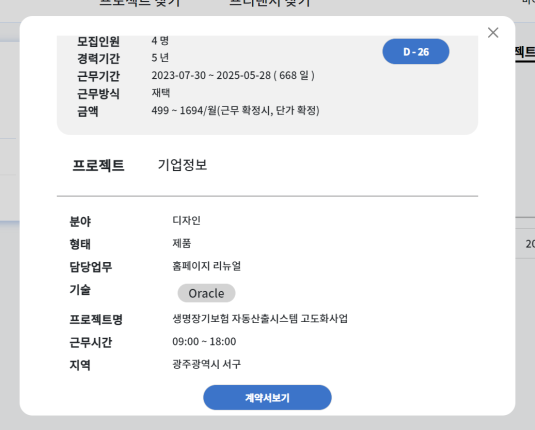 프로젝트 찾기 프리랜서 찾기
모집인원 4 명
D - 26
경력기간 5 년
근무기간 2023-07-30 ~ 2025-05-28 ( 668 일 )
근무방식 재택
금액 499 ~ 1694/월(근무 확정시, 단가 확정)
프로젝트 기업정보
분야 디자인
형태 제품
담당업무 홈페이지 리뉴얼
기술 Oracle
프로젝트명 생명장기보험 자동산출시스템 고도화사업
근무시간 09:00 ~ 18:00
지역 광주광역시 서구
계약서보기